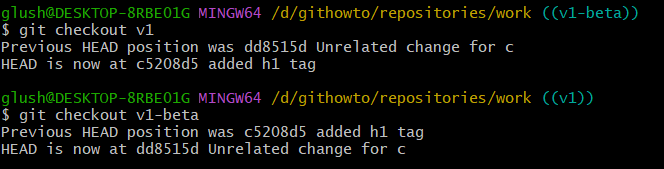 glush@DESKTOP-8RBE01G MINGW64 /d/githowto/repositories/work ((v1-beta))
$ git checkout v1
Previous HEAD position was dd8515d Unrelated change for c
HEAD is now at c5208d5 added h1 tag
glush@DESKTOP-8RBE01G MINGW64 /d/githowto/repositories/work ((v1))
$ git checkout v1-beta
Previous HEAD position was c5208d5 added h1 tag
HEAD is now at dd8515d Unrelated change for c